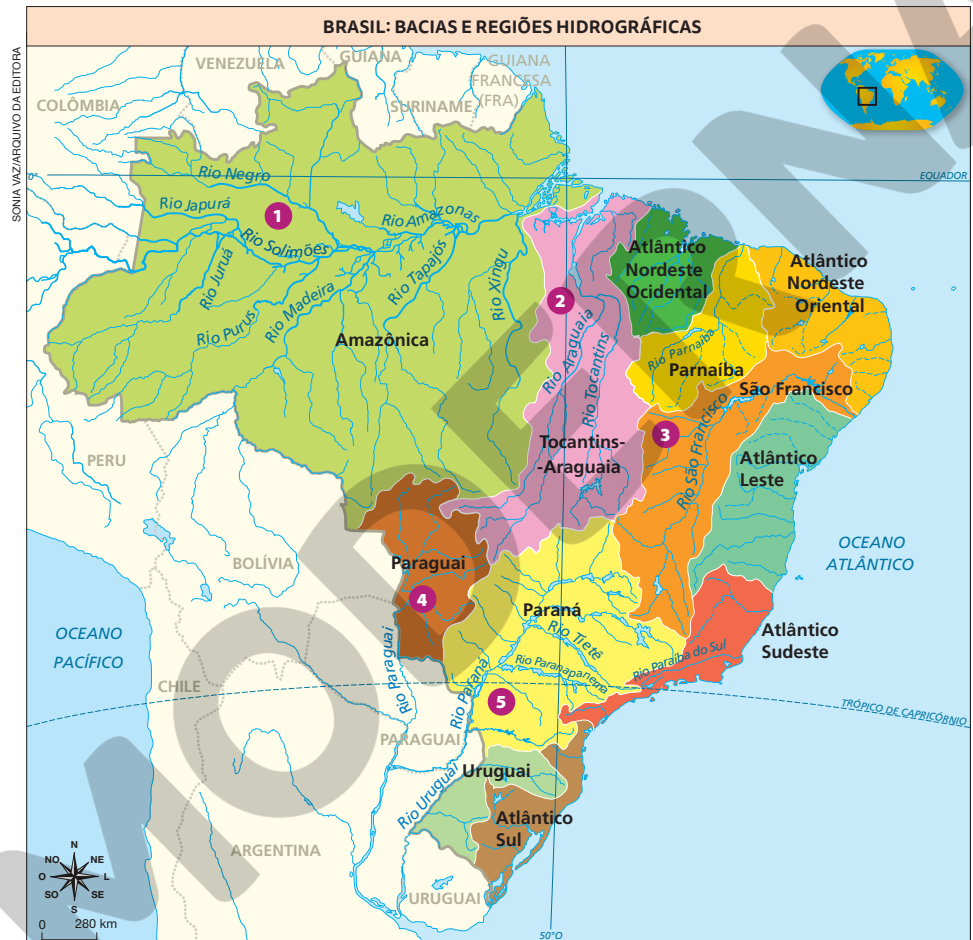 BRASIL: BACIAS E REGIÕES HIDROGRÁFICAS
SONIA VAZ/ARQUIVO DA EDITORA
VENEZUELA
GUIANA
GUIANA
FRANCESA
(FRA)
SURINAME
COLÔMBIA
0°
EQUADOR
Rio Negro
Rio Japurá
1
Rio Amazonas
Rio Solimões
Rio Juruá
Rio Tapajós
Rio Xingu
Rio Madeira
Rio Purus
Amazônica
2
Rio Araguaia
Rio Tocantins
Tocantins-
-Araguaia
Atlântico
Nordeste
Ocidental
Atlântico
Nordeste
Oriental
Rio Parnaíba
Parnaíba
São Francisco
3
Rio São Francisco
Atlântico
Leste
PERU
BOLÍVIA
Paraguai
4
Paraná
Rio Tietê
Rio Paranapanema
Rio Paraíba do Sul
Atlântico
Sudeste
OCEANO
ATLÂNTICO
OCEANO
PACÍFICO
CHILE
Rio Paraguai
Rio Paraná
5
TRÓPICO DE CAPRICÓRNIO
PARAGUAI
Uruguai
Rio Uruguai
Atlântico
Sul
ARGENTINA
URUGUAI
N
NO
NE
O
L
SO
SE
S
0
280 km
50°O